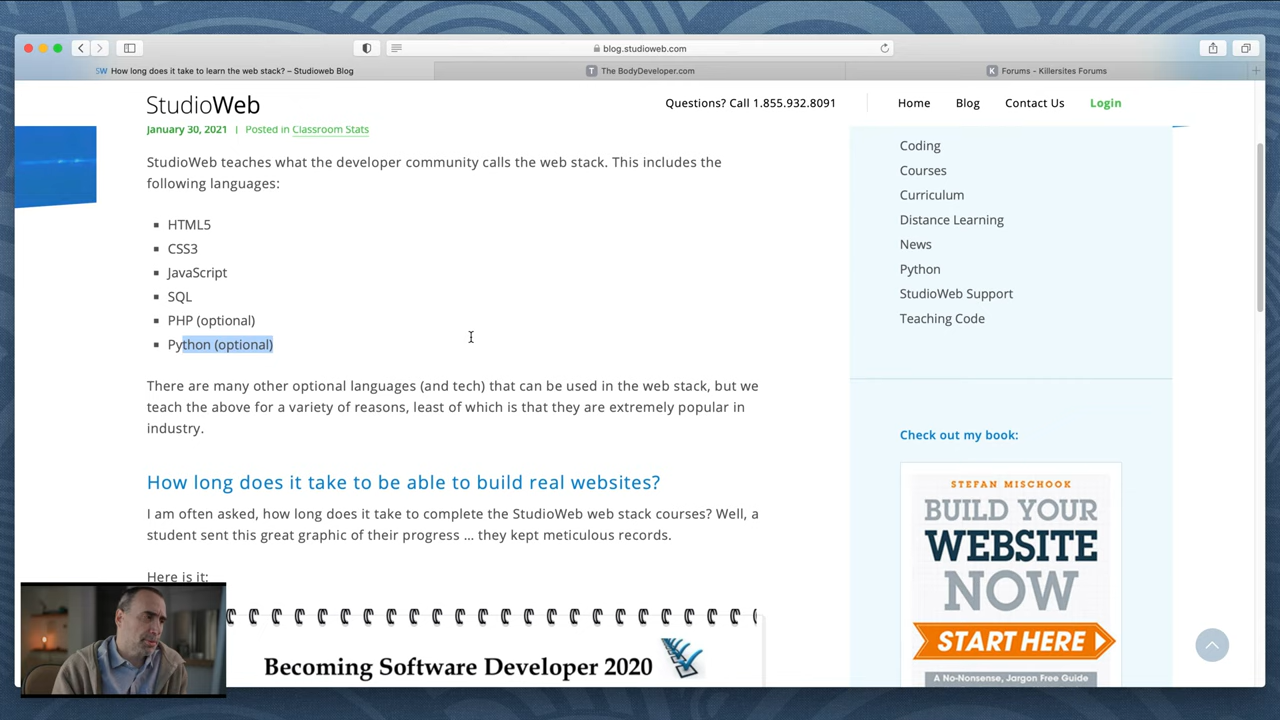 blog.studioweb.com
SW How long does it take to learn the web stack? – Studioweb Blog
T The BodyDeveloper.com
K Forums - Killersites Forums
StudioWeb
Questions? Call 1.855.932.8091
Home
Blog
Contact Us
Login
January 30, 2021 | Posted in Classroom Stats
StudioWeb teaches what the developer community calls the web stack. This includes the
following languages:
HTML5
CSS3
JavaScript
SQL
PHP (optional)
Python (optional)
There are many other optional languages (and tech) that can be used in the web stack, but we
teach the above for a variety of reasons, least of which is that they are extremely popular in
industry.
How long does it take to be able to build real websites?
I am often asked, how long does it take to complete the StudioWeb web stack courses? Well, a
student sent this great graphic of their progress … they kept meticulous records.
Here is it:
Becoming Software Developer 2020
Coding
Courses
Curriculum
Distance Learning
News
Python
StudioWeb Support
Teaching Code
Check out my book:
STEFAN MISCHOOK
BUILD YOUR
WEBSITE
NOW
START HERE
A No-Nonsense, Jargon Free Guide